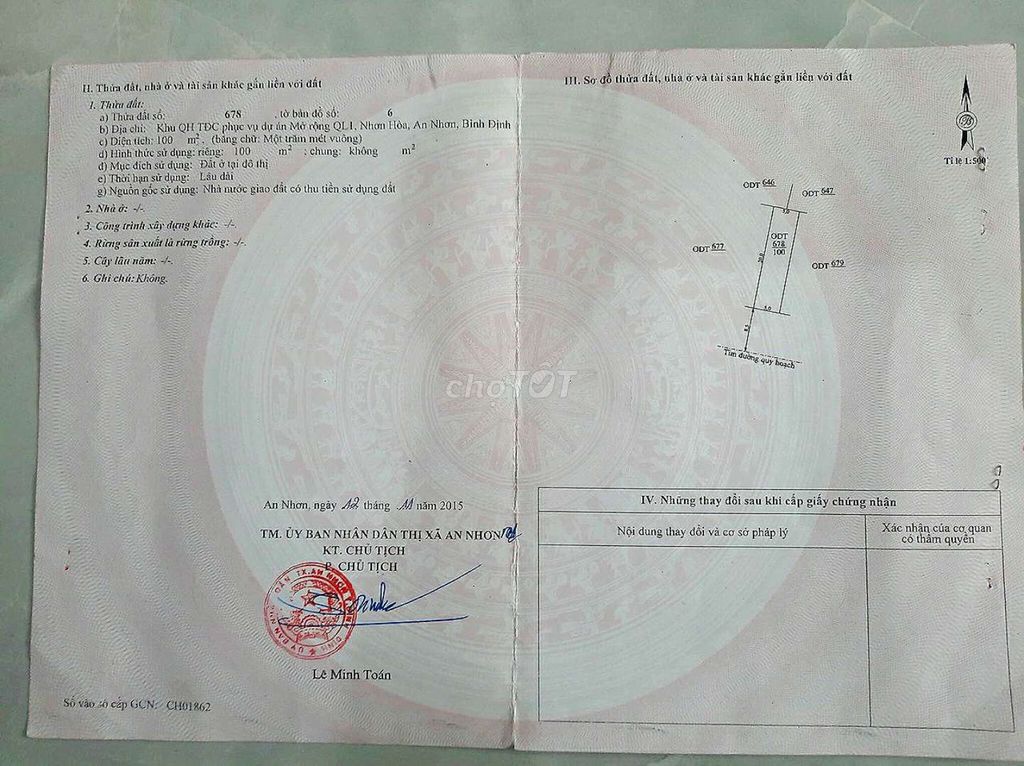 II. Thửa đất, nhà ở và tài sản khác gắn liền với đất
1. Thửa đất:
a) Thửa đất số: 678 , tờ bản đồ số: 6
b) Địa chỉ: Khu QH TĐC phục vụ dự án Mở rộng QL1, Nhơn Hòa, An Nhơn, Bình Định
c) Diện tích: 100 m², (bằng chữ: Một trăm mét vuông)
d) Hình thức sử dụng: riêng: 100 m² ; chung: không m²
đ) Mục đích sử dụng: Đất ở tại đô thị
e) Thời hạn sử dụng: Lâu dài
g) Nguồn gốc sử dụng: Nhà nước giao đất có thu tiền sử dụng đất
2. Nhà ở: -/-
3. Công trình xây dựng khác: -/-
4. Rừng sản xuất là rừng trồng: -/-
5. Cây lâu năm: -/-
6. Ghi chú: Không.
An Nhơn, ngày 12 tháng 11 năm 2015
TM. ỦY BAN NHÂN DÂN THỊ XÃ AN NHƠN
KT. CHỦ TỊCH
P. CHỦ TỊCH
Lê Minh Toán
Số vào sổ cấp GCN: CH01862
III. Sơ đồ thửa đất, nhà ở và tài sản khác gắn liền với đất
Tỉ lệ 1:500
ODT 646
ODT 647
5,0
ODT 677
20,0
ODT
678
100
ODT 679
5,0
Tim đường quy hoạch
chợTỐT
IV. Những thay đổi sau khi cấp giấy chứng nhận
Nội dung thay đổi và cơ sở pháp lý
Xác nhận của cơ quan
có thẩm quyền